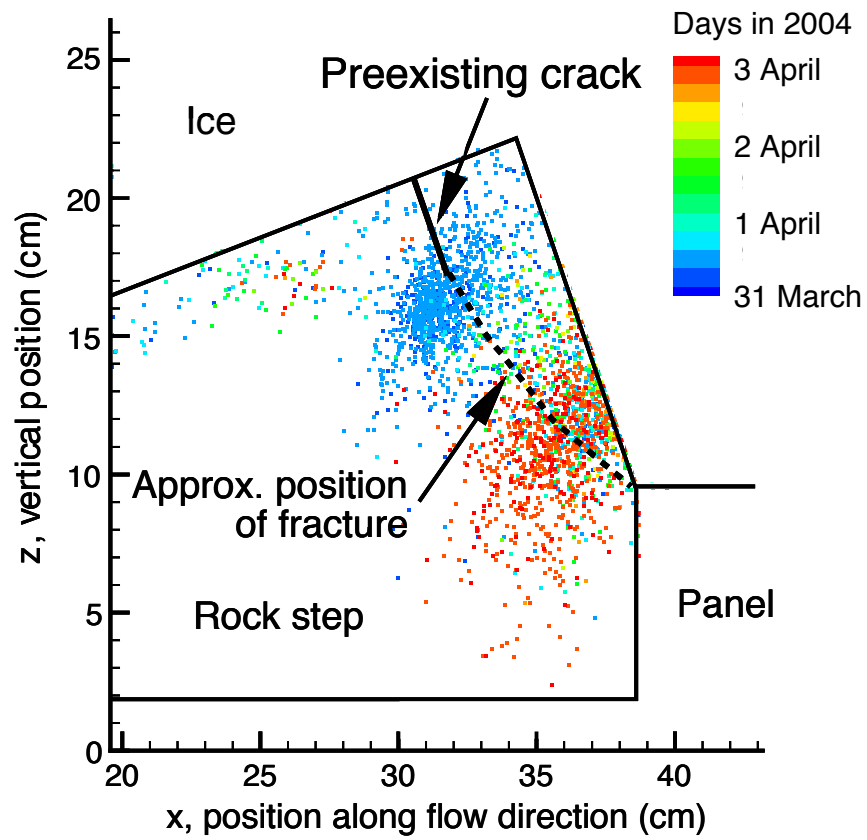 Days in 2004
3 April
2 April
1 April
31 March
Preexisting crack
Ice
25
20
15
10
5
0
z, vertical position (cm)
Approx. position
of fracture
Rock step
Panel
20
25
30
35
40
x, position along flow direction (cm)